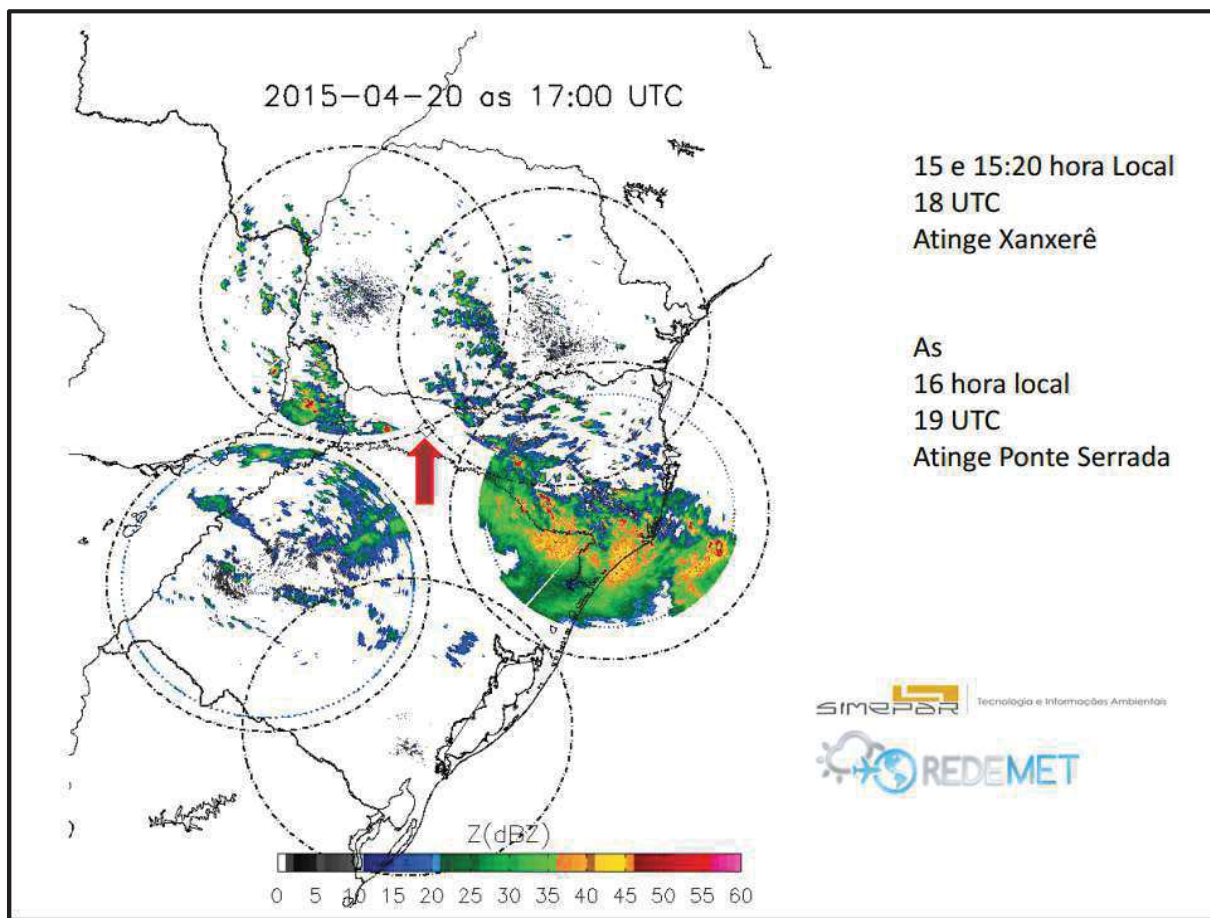 2015-04-20 as 17:00 UTC
15 e 15:20 hora Local
18 UTC
Atinge Xanxerê
As
16 hora local
19 UTC
Atinge Ponte Serrada
SIMEPAR
Tecnologia e Informações Ambientais
REDEMET
Z(dBZ)
0 5 10 15 20 25 30 35 40 45 50 55 60